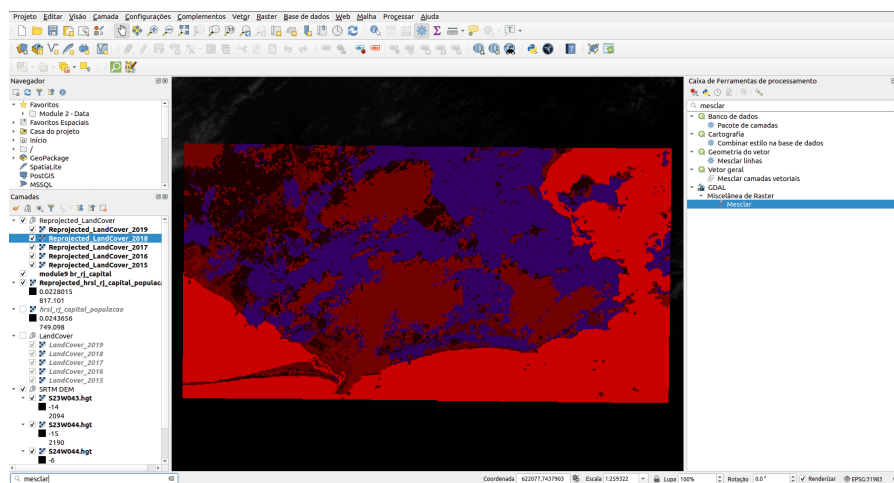 Projeto Editar Visão Camada Configurações Complementos Vetor Raster Base de dados Web Malha Processar Ajuda
Navegador
Favoritos
Module 2 - Data
Favoritos Espaciais
Casa do projeto
Início
/
GeoPackage
SpatiaLite
PostGIS
MSSQL
Camadas
Reprojected_LandCover
Reprojected_LandCover_2019
Reprojected_LandCover_2018
Reprojected_LandCover_2017
Reprojected_LandCover_2016
Reprojected_LandCover_2015
module9 br_rj_capital
Reprojected_hrsl_rj_capital_populac
0.0228015
817.101
hrsl_rj_capital_populacao
0.0243656
749.098
LandCover
LandCover_2019
LandCover_2018
LandCover_2017
LandCover_2016
LandCover_2015
SRTM DEM
S23W043.hgt
-14
2094
S23W044.hgt
-15
2190
S24W044.hgt
-6
mesclar
Caixa de Ferramentas de processamento
mesclar
Banco de dados
Pacote de camadas
Cartografia
Combinar estilo na base de dados
Geometria do vetor
Mesclar linhas
Vetor geral
Mesclar camadas vetoriais
GDAL
Miscelânea de Raster
Mesclar
Coordenada 622077,7437903 Escala 1:259322 Lupa 100% Rotação 0.0° Renderizar EPSG:31983